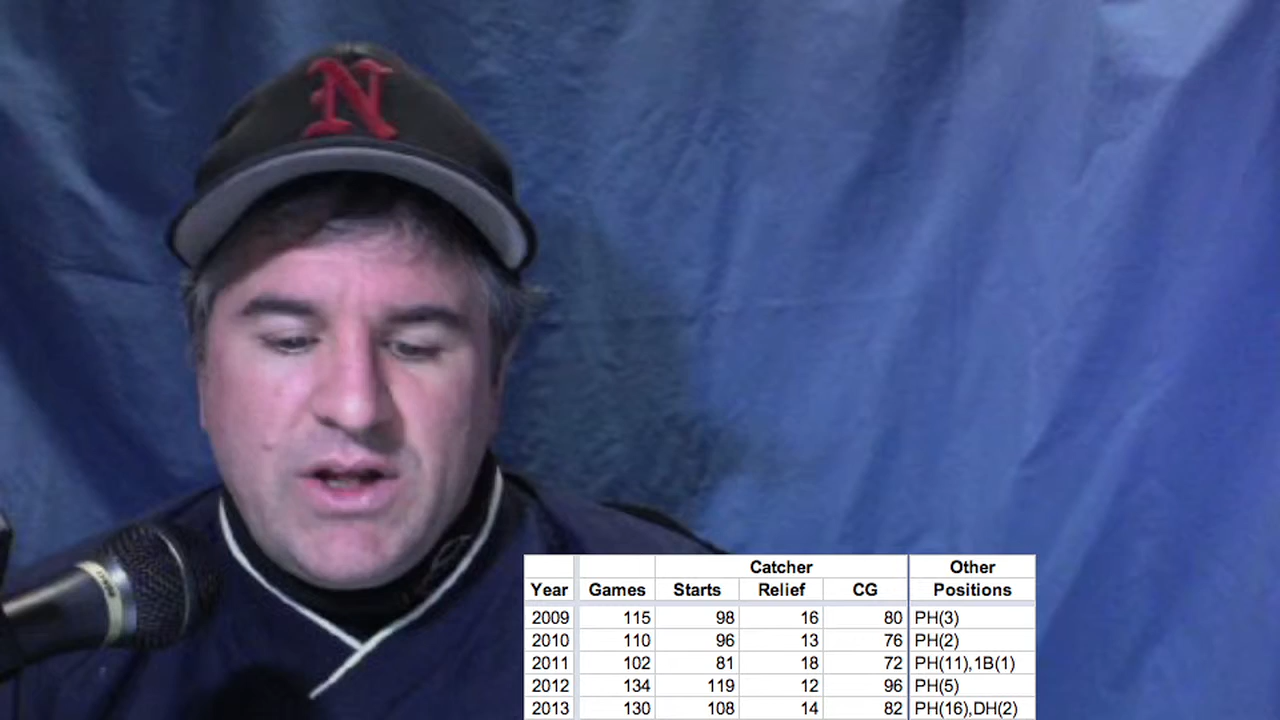 N
Catcher Other
Year Games Starts Relief CG Positions
2009 115 98 16 80 PH(3)
2010 110 96 13 76 PH(2)
2011 102 81 18 72 PH(11),1B(1)
2012 134 119 12 96 PH(5)
2013 130 108 14 82 PH(16),DH(2)